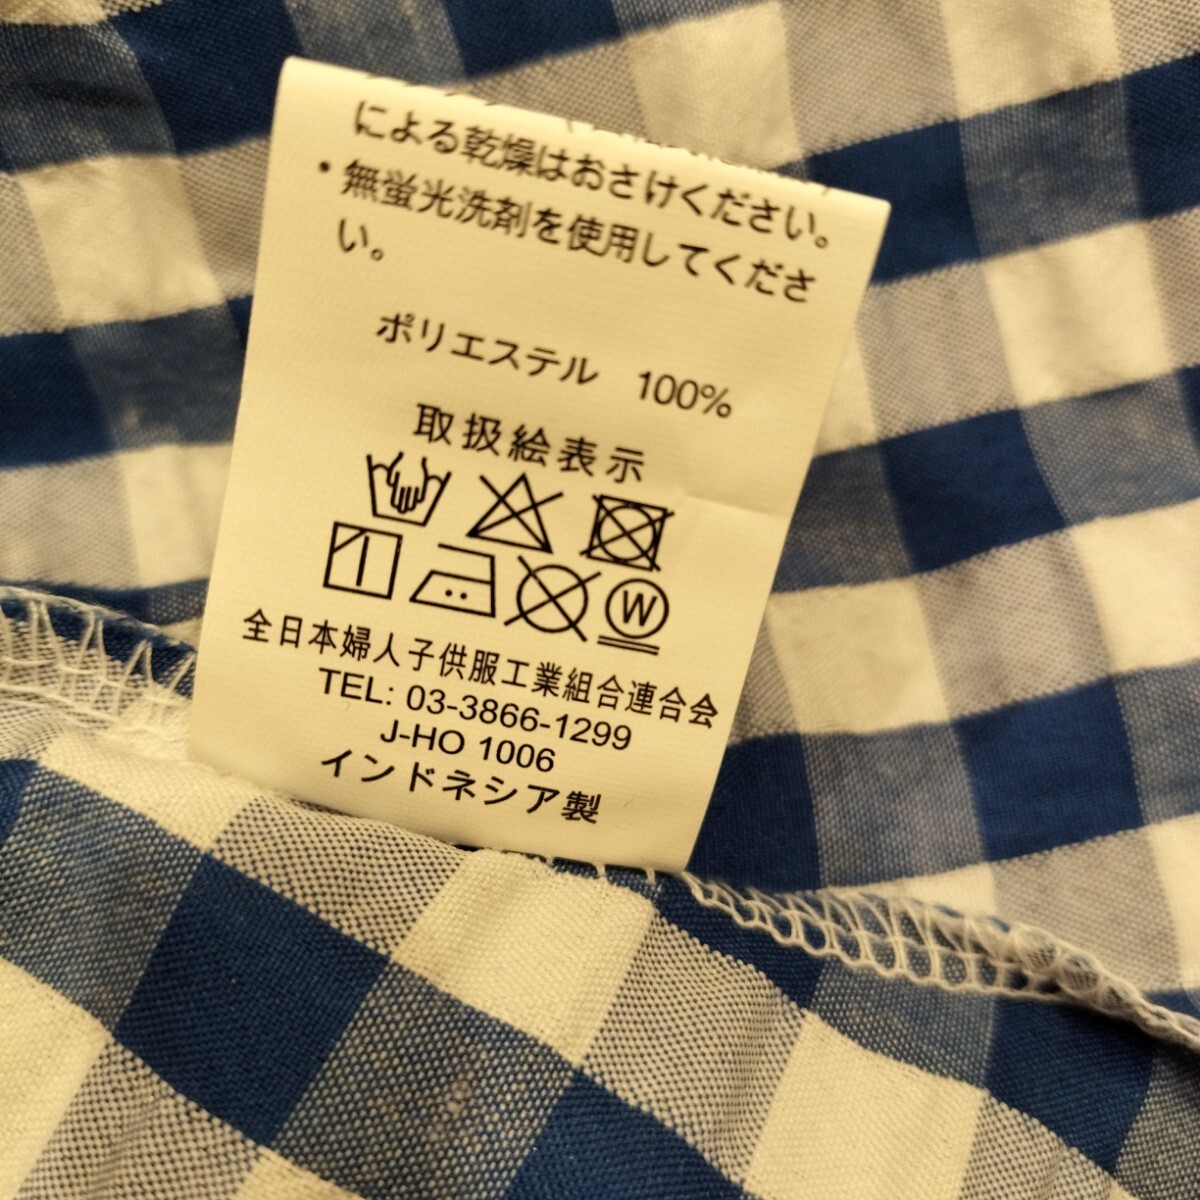 による乾燥はおさけください。
・無蛍光洗剤を使用してくださ
い。
ポリエステル 100%
取扱絵表示
W
全日本婦人子供服工業組合連合会
TEL: 03-3866-1299
J-HO 1006
インドネシア製